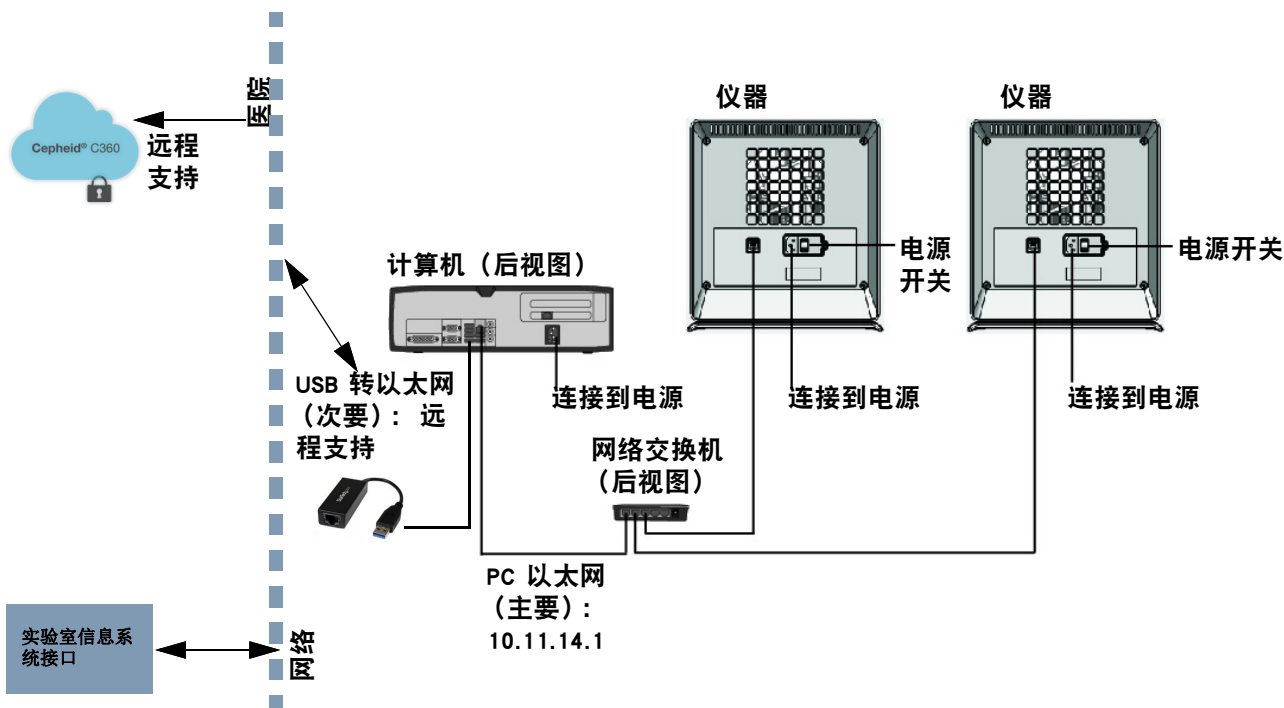 仪器
仪器
医院
Cepheid® C360
远程
支持
电源
开关
电源开关
计算机（后视图）
USB 转以太网
（次要）： 远
程支持
连接到电源
连接到电源
连接到电源
网络交换机
（后视图）
PC 以太网
（主要）：
10.11.14.1
实验室信息系
统接口
网络